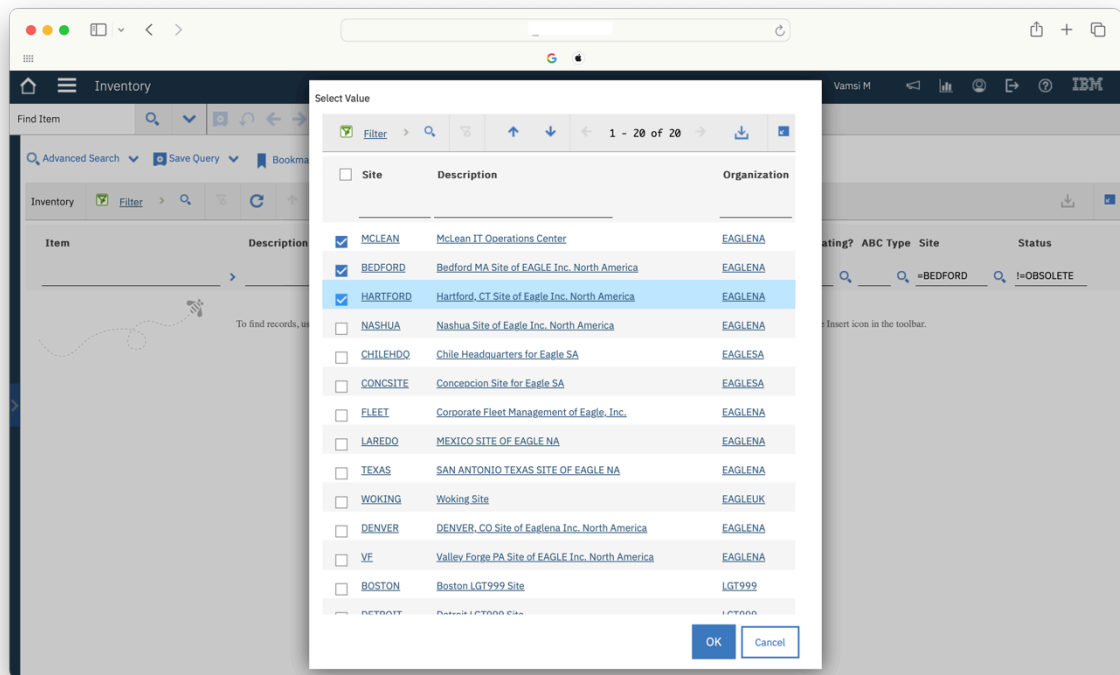 Inventory
Vamsi M
IBM
Find Item
Advanced Search
Save Query
Bookma
Inventory
Filter
Item
Description
ating?
ABC Type
Site
Status
=BEDFORD
!=OBSOLETE
To find records, us
e Insert icon in the toolbar.
Select Value
Filter
1 - 20 of 20
Site Description Organization
MCLEAN McLean IT Operations Center EAGLENA
BEDFORD Bedford MA Site of EAGLE Inc. North America EAGLENA
HARTFORD Hartford, CT Site of Eagle Inc. North America EAGLENA
NASHUA Nashua Site of Eagle Inc. North America EAGLENA
CHILEHDQ Chile Headquarters for Eagle SA EAGLESA
CONCSITE Concepcion Site for Eagle SA EAGLESA
FLEET Corporate Fleet Management of Eagle, Inc. EAGLENA
LAREDO MEXICO SITE OF EAGLE NA EAGLENA
TEXAS SAN ANTONIO TEXAS SITE OF EAGLE NA EAGLENA
WOKING Woking Site EAGLEUK
DENVER DENVER, CO Site of Eaglena Inc. North America EAGLENA
VF Valley Forge PA Site of EAGLE Inc. North America EAGLENA
BOSTON Boston LGT999 Site LGT999
DETROIT Detroit LGT999 Site LGT999
OK
Cancel